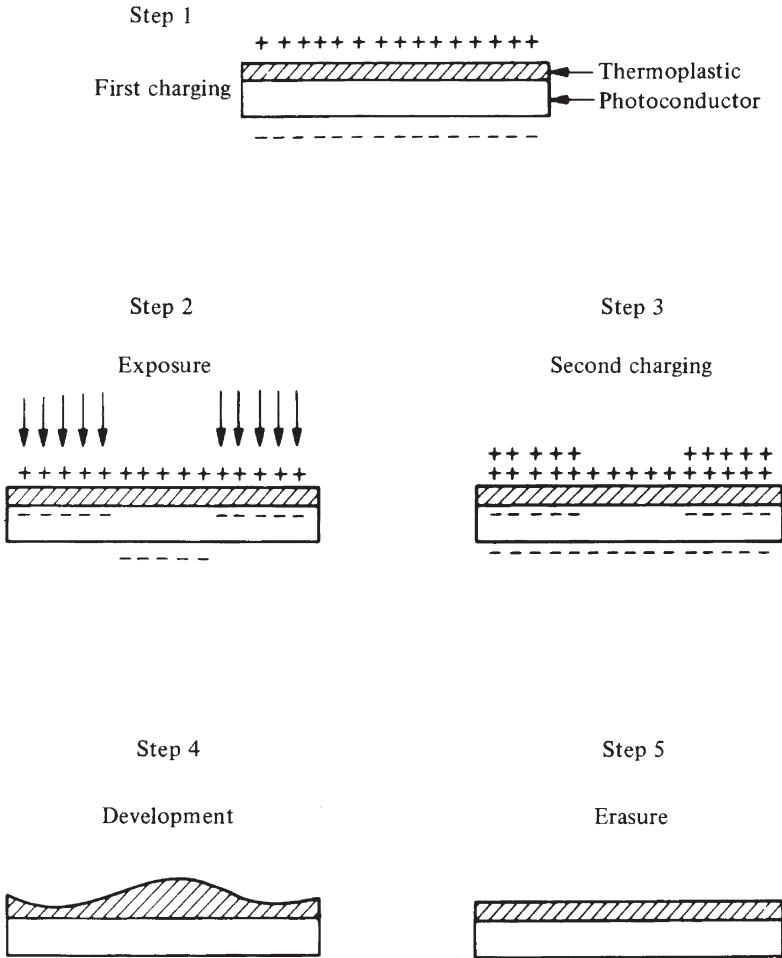 Step 1
First charging
Thermoplastic
Photoconductor
Step 2
Exposure
Step 3
Second charging
Step 4
Development
Step 5
Erasure